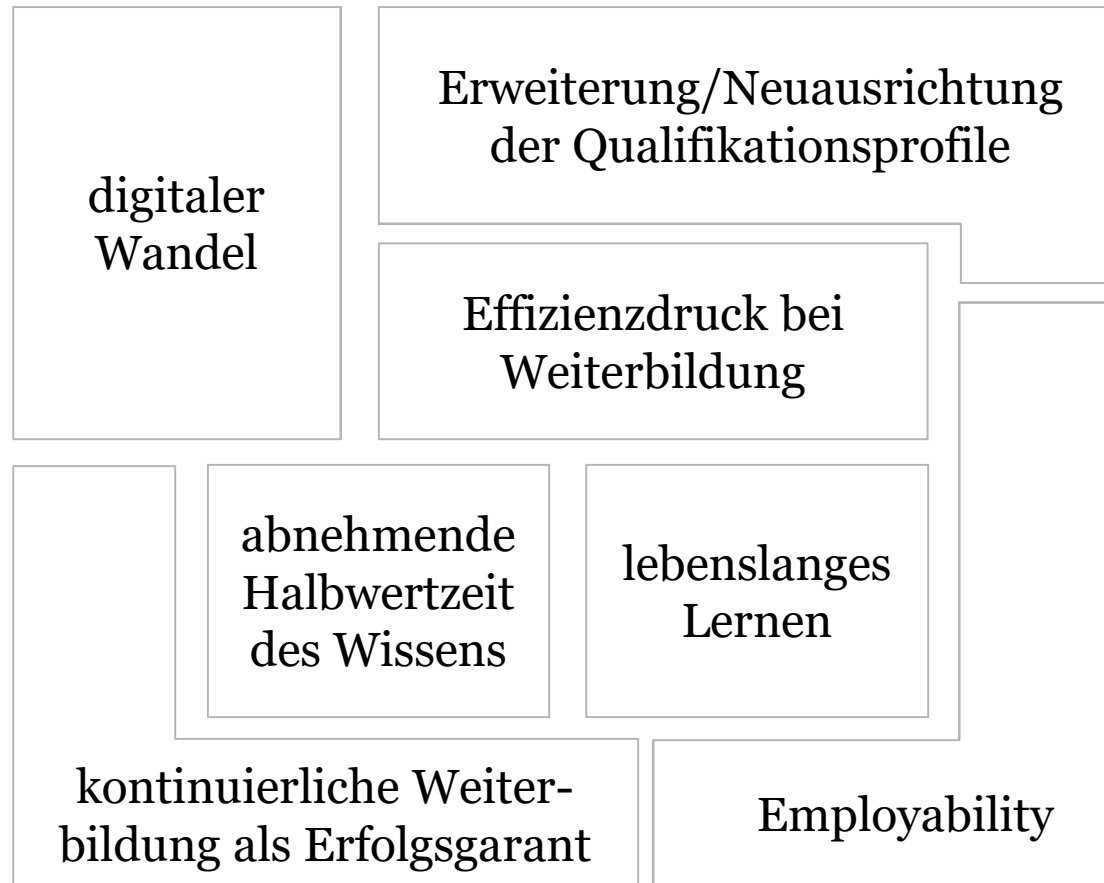 digitaler
Wandel
Erweiterung/Neuausrichtung
der Qualifikationsprofile
Effizienzdruck bei
Weiterbildung
abnehmende
Halbwertzeit
des Wissens
lebenslanges
Lernen
kontinuierliche Weiter-
bildung als Erfolgsgarant
Employability